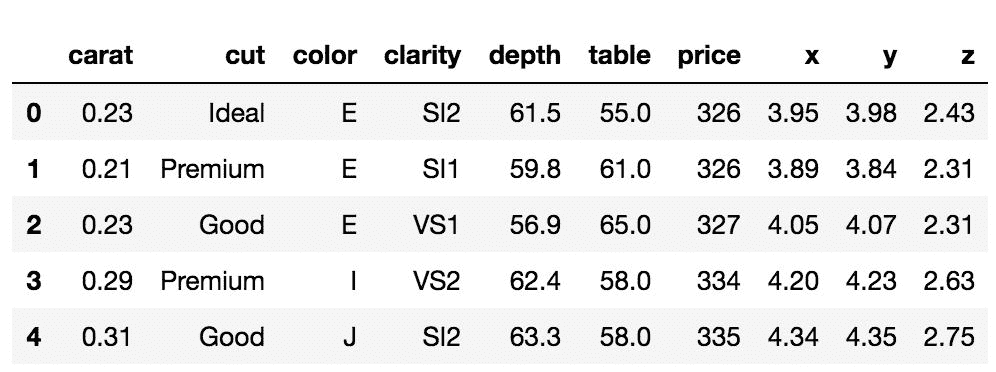 carat cut color clarity depth table price x y z
0 0.23 Ideal E SI2 61.5 55.0 326 3.95 3.98 2.43
1 0.21 Premium E SI1 59.8 61.0 326 3.89 3.84 2.31
2 0.23 Good E VS1 56.9 65.0 327 4.05 4.07 2.31
3 0.29 Premium I VS2 62.4 58.0 334 4.20 4.23 2.63
4 0.31 Good J SI2 63.3 58.0 335 4.34 4.35 2.75